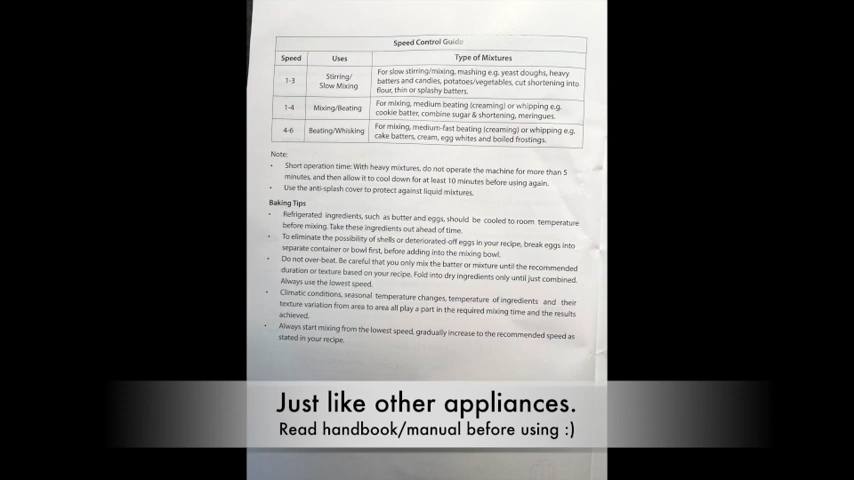 Speed Control Guide
Speed Uses Type of Mixtures
1-3 Stirring/ Slow Mixing For slow stirring/mixing, mashing e.g. yeast doughs, heavy
batters and candies, potatoes/vegetables, cut shortening into
flour, thin or splashy batters.
1-4 Mixing/Beating For mixing, medium beating (creaming) or whipping e.g.
cookie batter, combine sugar & shortening, meringues.
4-6 Beating/Whisking For mixing, medium-fast beating (creaming) or whipping e.g.
cake batters, cream, egg whites and boiled frostings.
Note:
• Short operation time: With heavy mixtures, do not operate the machine for more than 5
minutes, and then allow it to cool down for at least 10 minutes before using again.
• Use the anti-splash cover to protect against liquid mixtures.
Baking Tips
• Refrigerated ingredients, such as butter and eggs, should be cooled to room temperature
before mixing. Take these ingredients out ahead of time.
• To eliminate the possibility of shells or deteriorated-off eggs in your recipe, break eggs into
separate container or bowl first, before adding into the mixing bowl.
• Do not over-beat. Be careful that you only mix the batter or mixture until the recommended
duration or texture based on your recipe. Fold into dry ingredients only until just combined.
Always use the lowest speed.
• Climatic conditions, seasonal temperature changes, temperature of ingredients and their
texture variation from area to area all play a part in the required mixing time and the results
achieved.
• Always start mixing from the lowest speed, gradually increase to the recommended speed as
stated in your recipe.
Just like other appliances.
Read handbook/manual before using :)